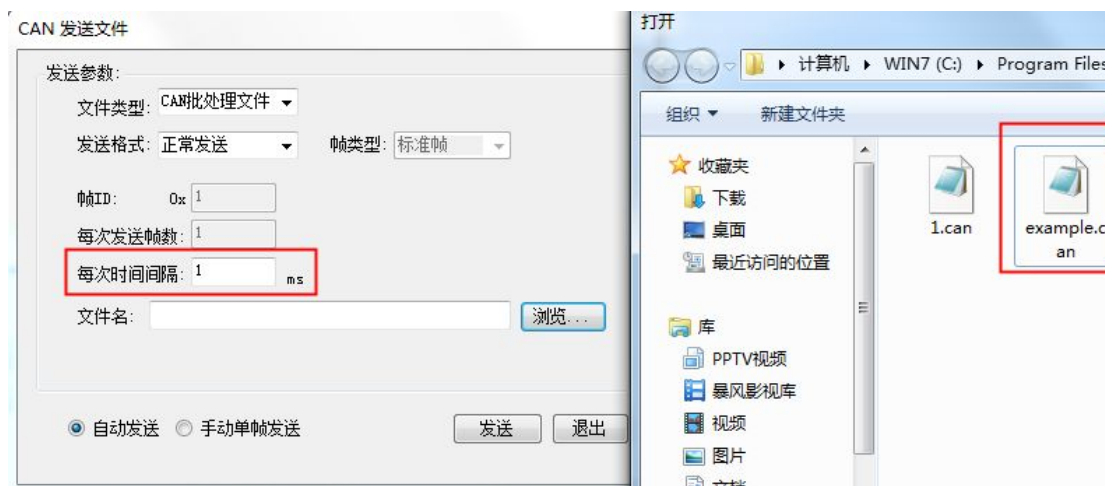 CAN 发送文件
发送参数:
文件类型: CAN批处理文件
发送格式: 正常发送 帧类型: 标准帧
帧ID: 0x 1
每次发送帧数: 1
每次时间间隔: 1 ms
文件名: 浏览...
自动发送 手动单帧发送 发送 退出
打开
计算机 WIN7 (C:) Program Files
组织 新建文件夹
收藏夹
下载
桌面
最近访问的位置
库
PPTV视频
暴风影视库
视频
图片
1.can
example.c
an